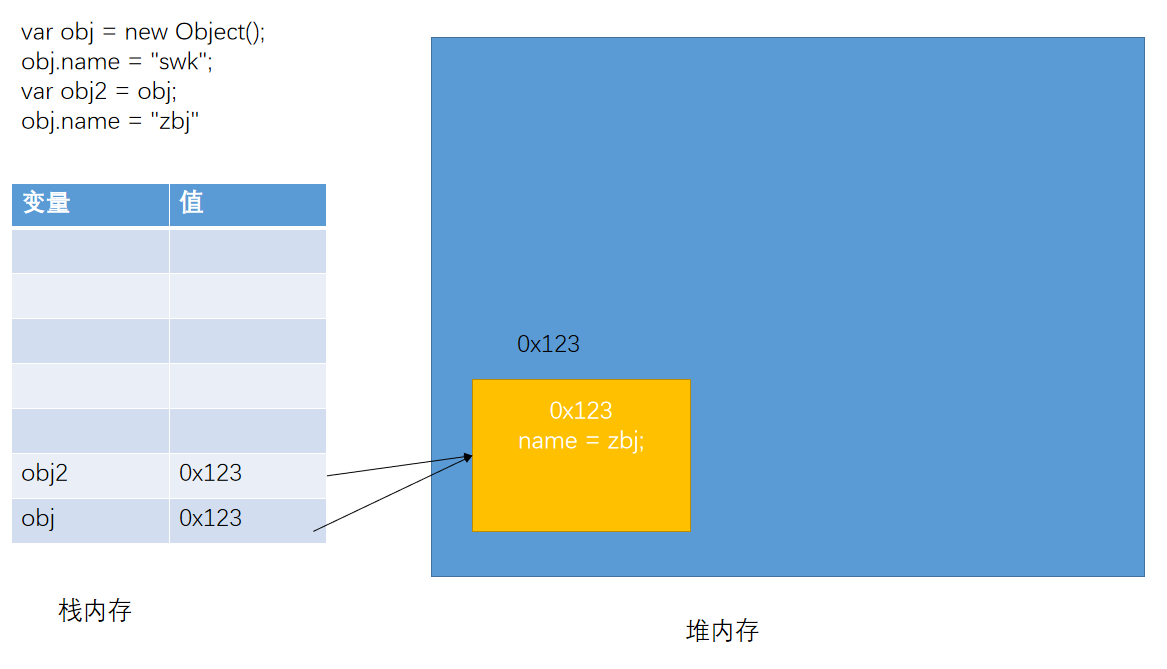 var obj = new Object();
obj.name = "swk";
var obj2 = obj;
obj.name = "zbj"
变量 值
obj2 0x123
obj 0x123
栈内存
0x123
0x123
name = zbj;
堆内存